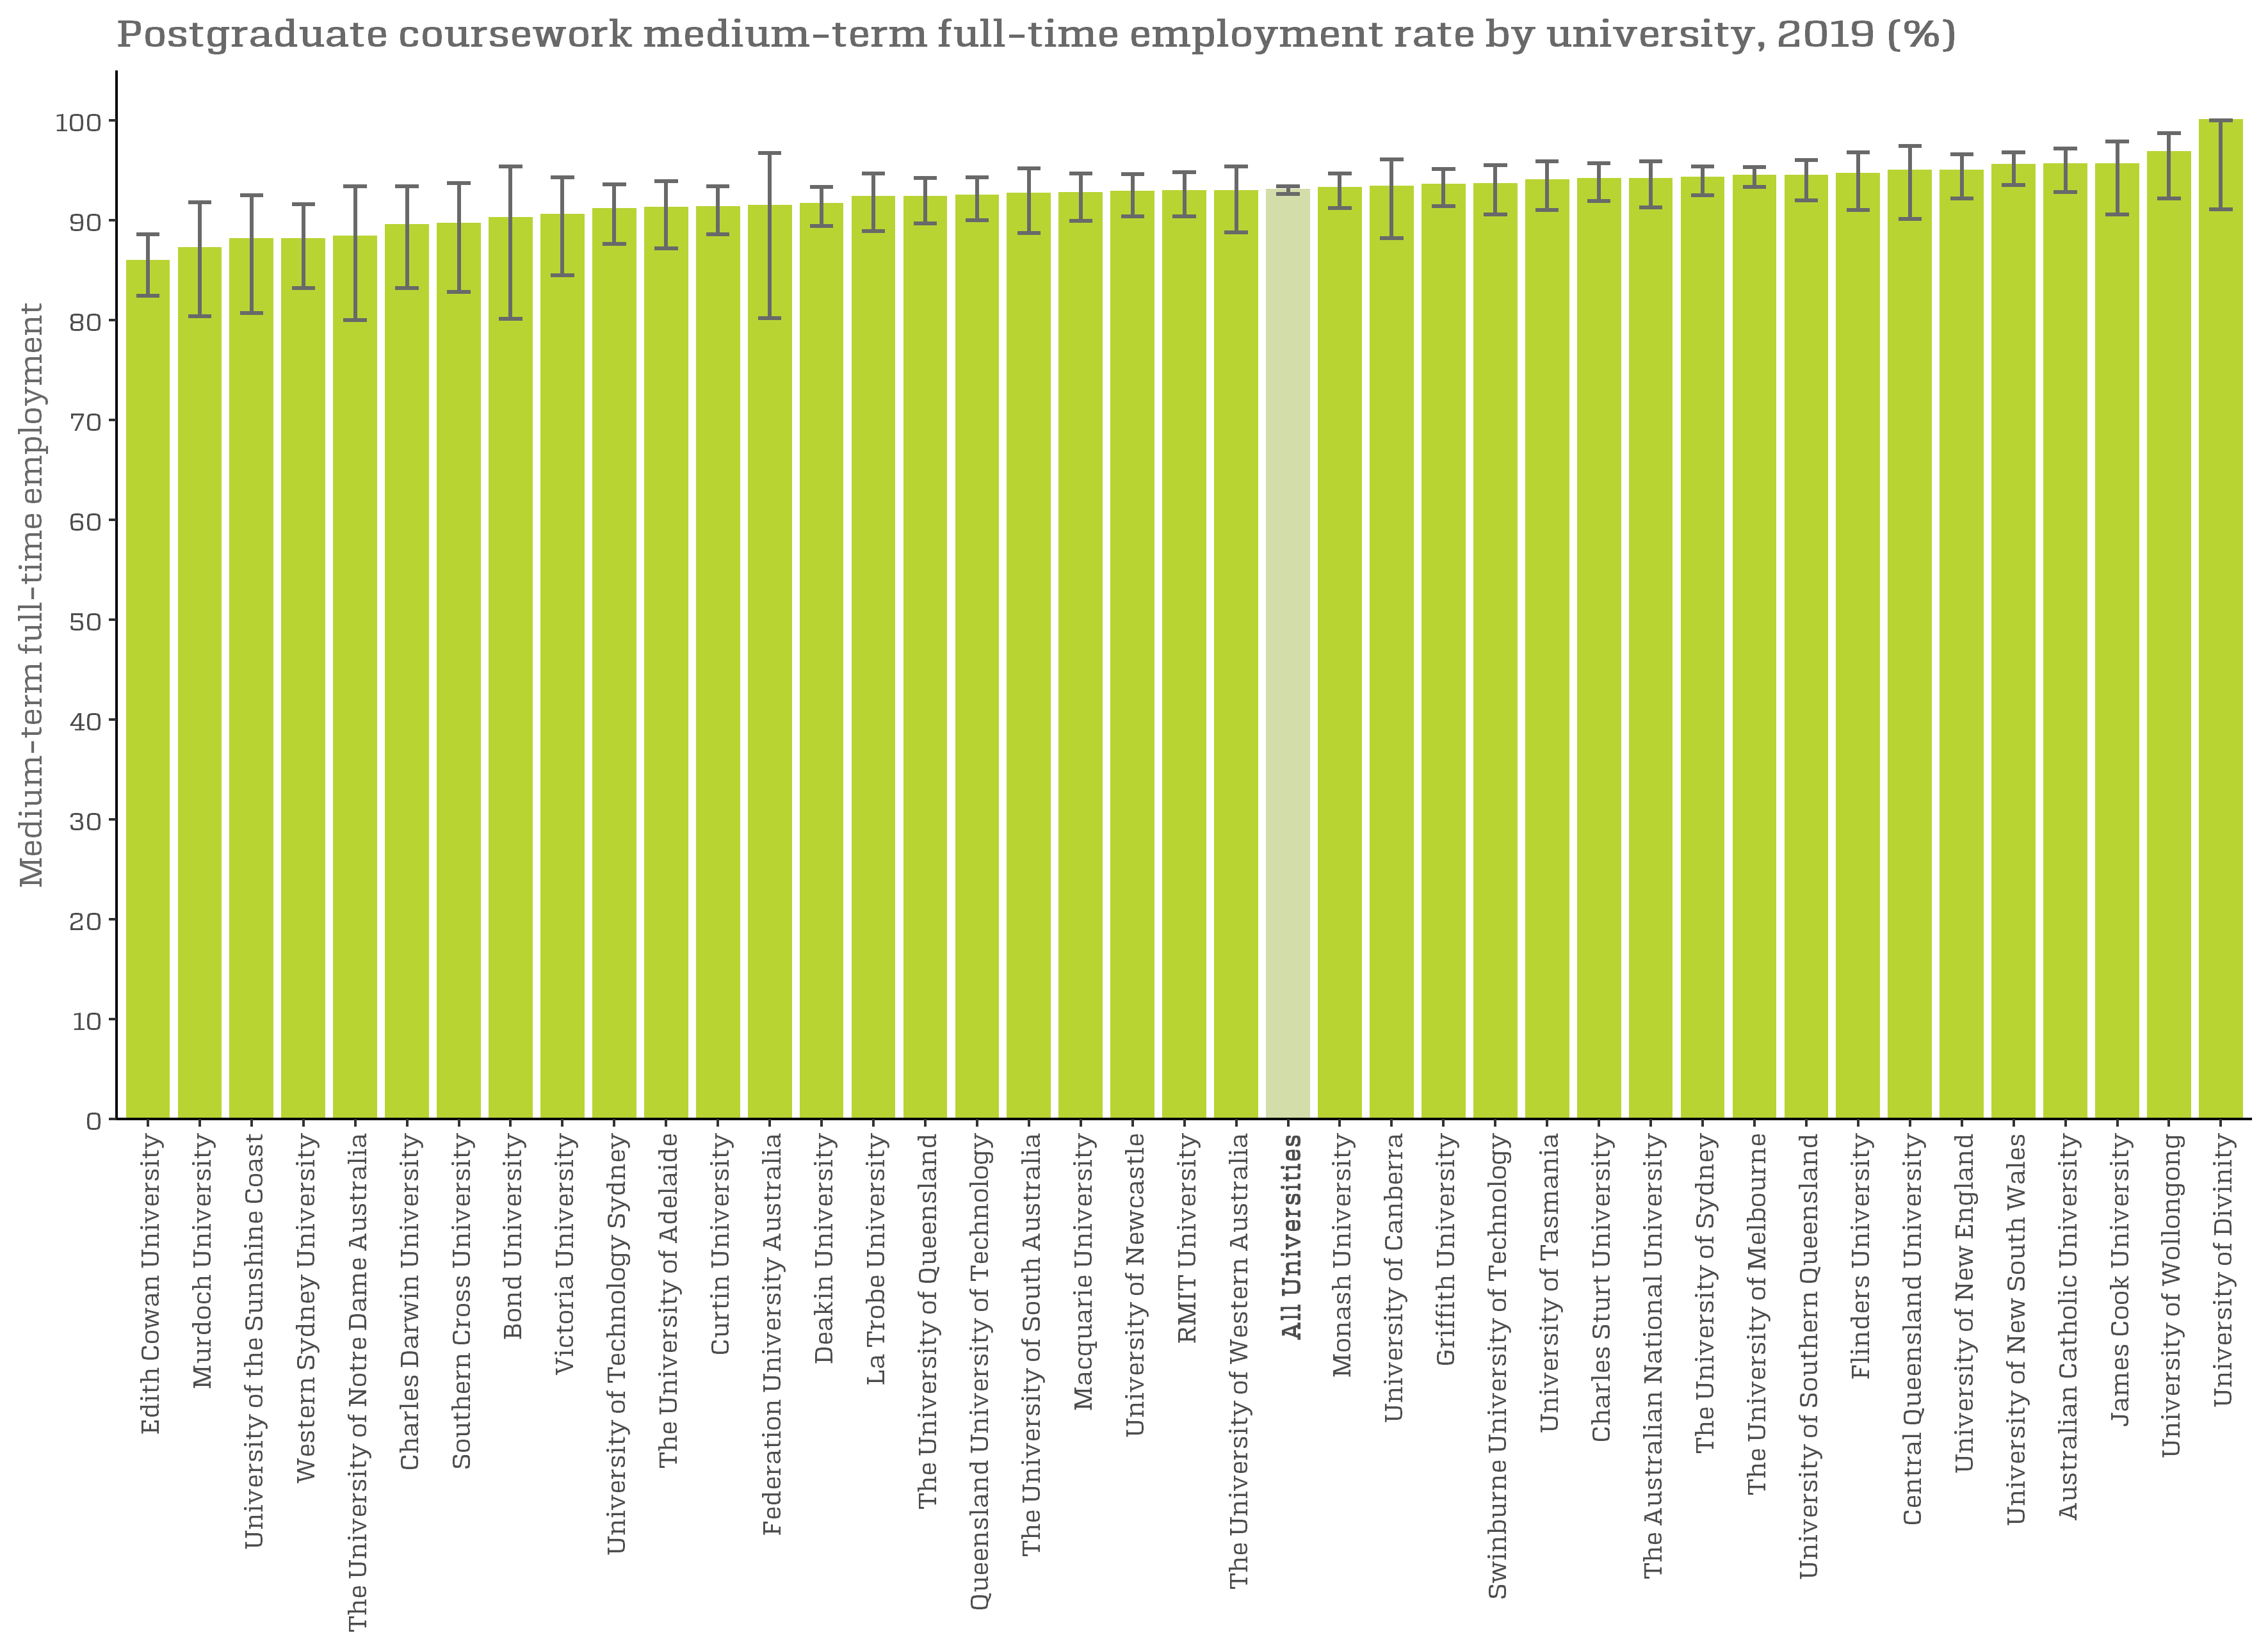 Postgraduate coursework medium-term full-time employment rate by university, 2019 (%)
Medium-term full-time employment
100
90
80
70
60
50
40
30
20
10
0
Edith Cowan University
Murdoch University
University of the Sunshine Coast
Western Sydney University
The University of Notre Dame Australia
Charles Darwin University
Southern Cross University
Bond University
Victoria University
University of Technology Sydney
The University of Adelaide
Curtin University
Federation University Australia
Deakin University
La Trobe University
The University of Queensland
Queensland University of Technology
The University of South Australia
Macquarie University
University of Newcastle
RMIT University
The University of Western Australia
All Universities
Monash University
University of Canberra
Griffith University
Swinburne University of Technology
University of Tasmania
Charles Sturt University
The Australian National University
The University of Sydney
The University of Melbourne
University of Southern Queensland
Flinders University
Central Queensland University
University of New England
University of New South Wales
Australian Catholic University
James Cook University
University of Wollongong
University of Divinity